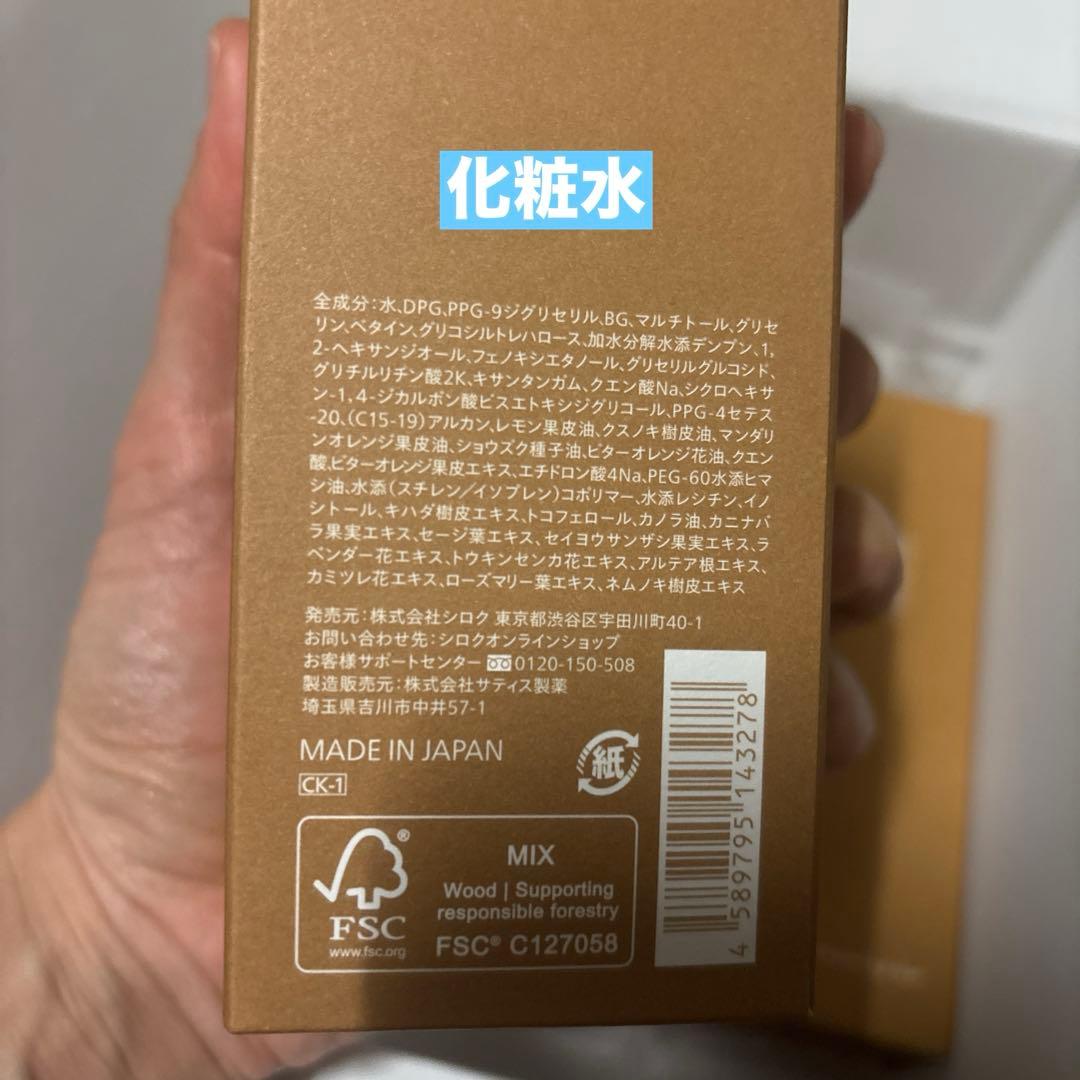 化粧水
全成分:水、DPG、PPG-9ジグリセリル、BG、マルチトール、グリセ
リン、ベタイン、グリコシルトレハロース、加水分解水添デンプン、1,
2-ヘキサンジオール、フェノキシエタノール、グリセリルグルコシド、
グリチルリチン酸2K、キサンタンガム、クエン酸Na、シクロヘキサ
ン-1,4-ジカルボン酸ビスエトキシジグリコール、PPG-4セテス
-20、(C15-19)アルカン、レモン果皮油、クスノキ樹皮油、マンダリ
ンオレンジ果皮油、ショウズク種子油、ビターオレンジ花油、クエン
酸、ビターオレンジ果皮エキス、エチドロン酸4Na、PEG-60水添ヒマ
シ油、水添(スチレン/イソプレン)コポリマー、水添レシチン、イノ
シトール、キハダ樹皮エキス、トコフェロール、カノラ油、カニナバ
ラ果実エキス、セージ葉エキス、セイヨウサンザシ果実エキス、ラ
ベンダー花エキス、トウキンセンカ花エキス、アルテア根エキス、
カミツレ花エキス、ローズマリー葉エキス、ネムノキ樹皮エキス
発売元:株式会社シロク 東京都渋谷区宇田川町40-1
お問い合わせ先:シロクオンラインショップ
お客様サポートセンター 0120-150-508
製造販売元:株式会社サティス製薬
埼玉県吉川市中井57-1
MADE IN JAPAN
CK-1
紙
4 589795 143278
FSC®
www.fsc.org
MIX
Wood | Supporting
responsible forestry
FSC® C127058